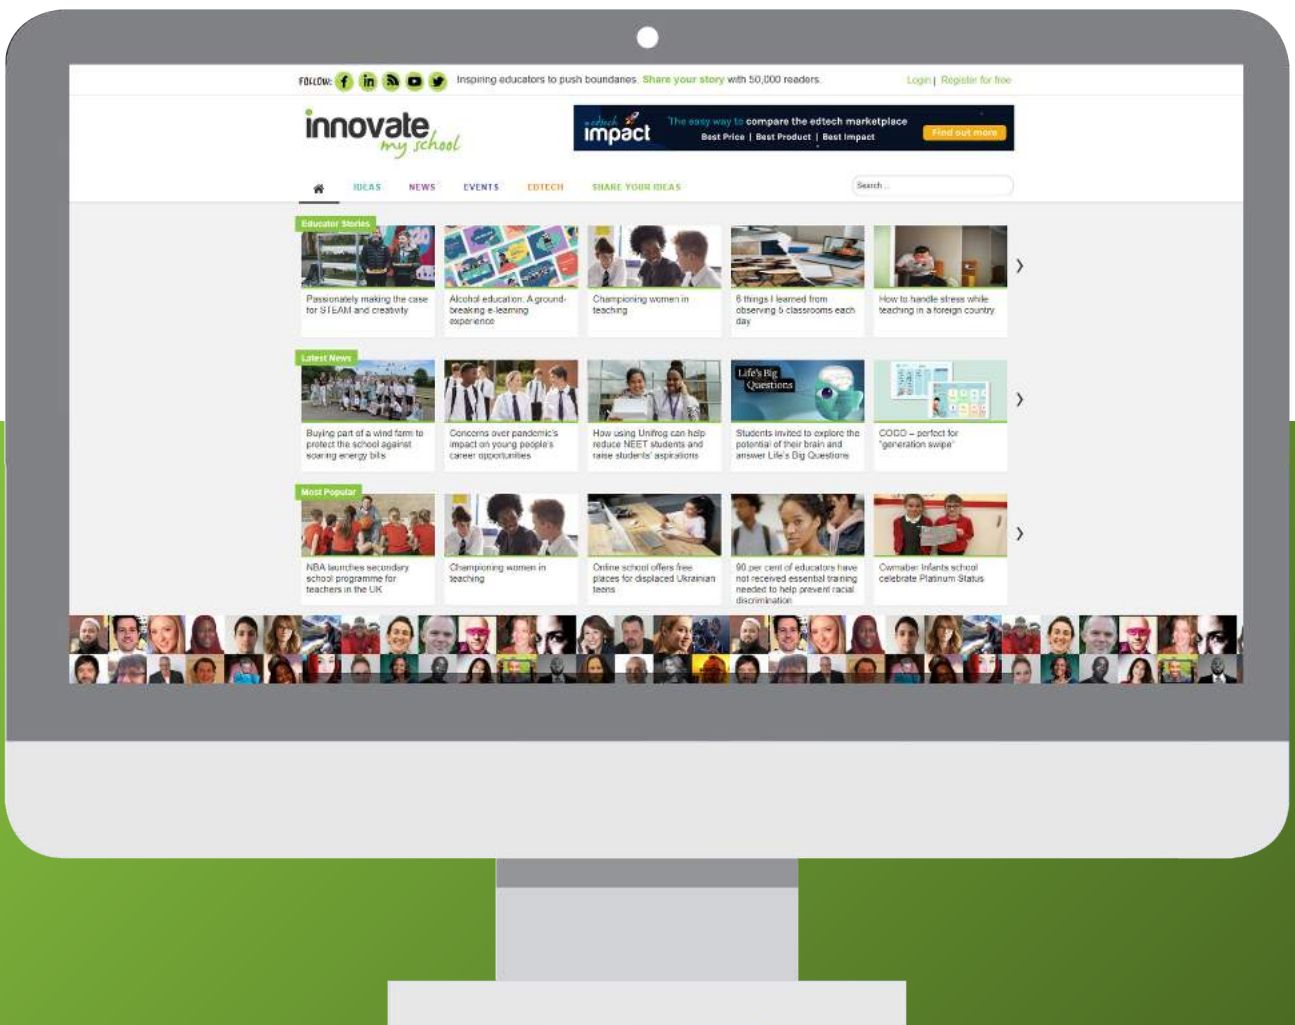 FOLLOW:
Inspiring educators to push boundaries. Share your story with 50,000 readers.
Login | Register for free
innovate
my school
edtech
impact
The easy way to compare the edtech marketplace
Best Price | Best Product | Best Impact
Find out more
IDEAS
NEWS
EVENTS
EDTECH
SHARE YOUR IDEAS
Search ...
Educator Stories
Passionately making the case
for STEAM and creativity
Alcohol education: A ground-
breaking e-learning
experience
Championing women in
teaching
6 things I learned from
observing 5 classrooms each
day
How to handle stress while
teaching in a foreign country
Latest News
Life's Big
Questions
Buying part of a wind farm to
protect the school against
soaring energy bills
Concerns over pandemic's
impact on young people's
career opportunities
How using Unifrog can help
reduce NEET students and
raise students' aspirations
Students invited to explore the
potential of their brain and
answer Life's Big Questions
COGO – perfect for
"generation swipe"
Most Popular
NBA launches secondary
school programme for
teachers in the UK
Championing women in
teaching
Online school offers free
places for displaced Ukrainian
teens
90 per cent of educators have
not received essential training
needed to help prevent racial
discrimination
Cwmaber Infants school
celebrate Platinum Status